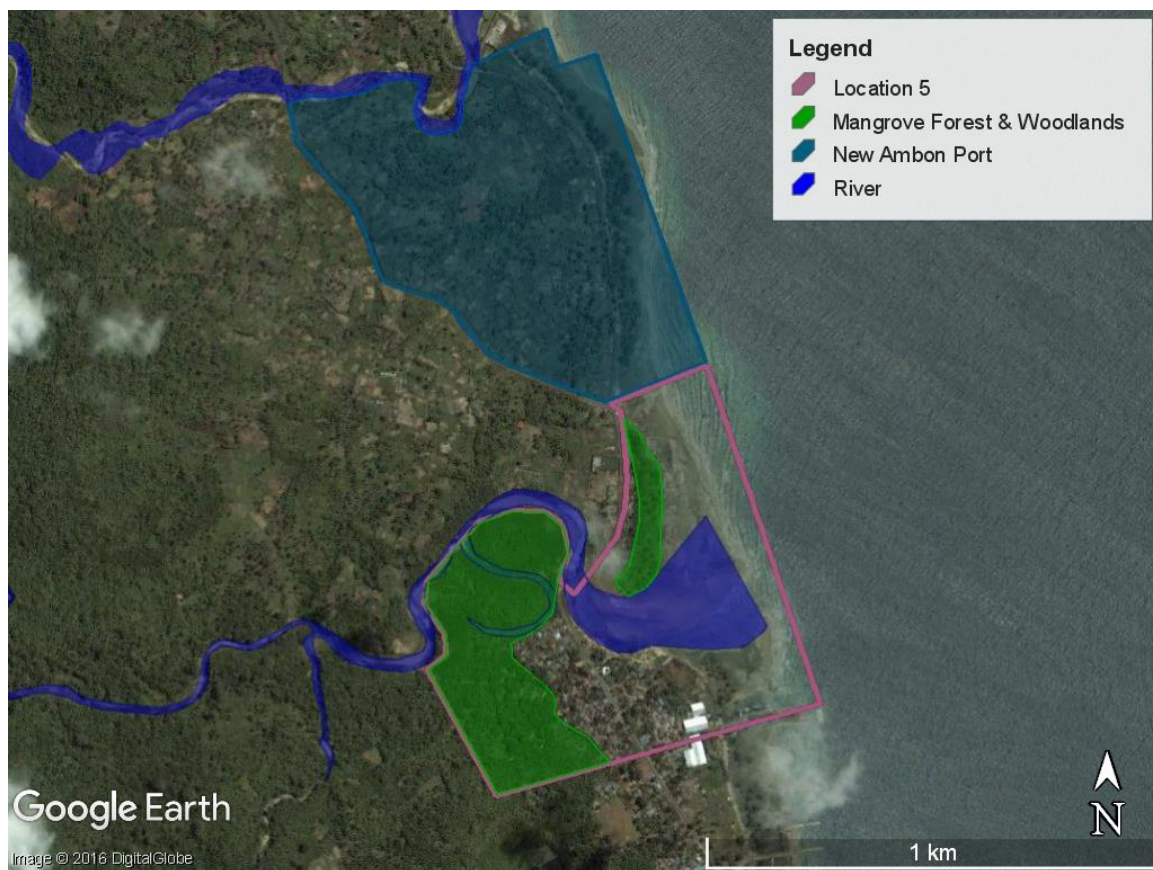 Legend
Location 5
Mangrove Forest & Woodlands
New Ambon Port
River
Google Earth
N
1 km
Image © 2016 DigitalGlobe